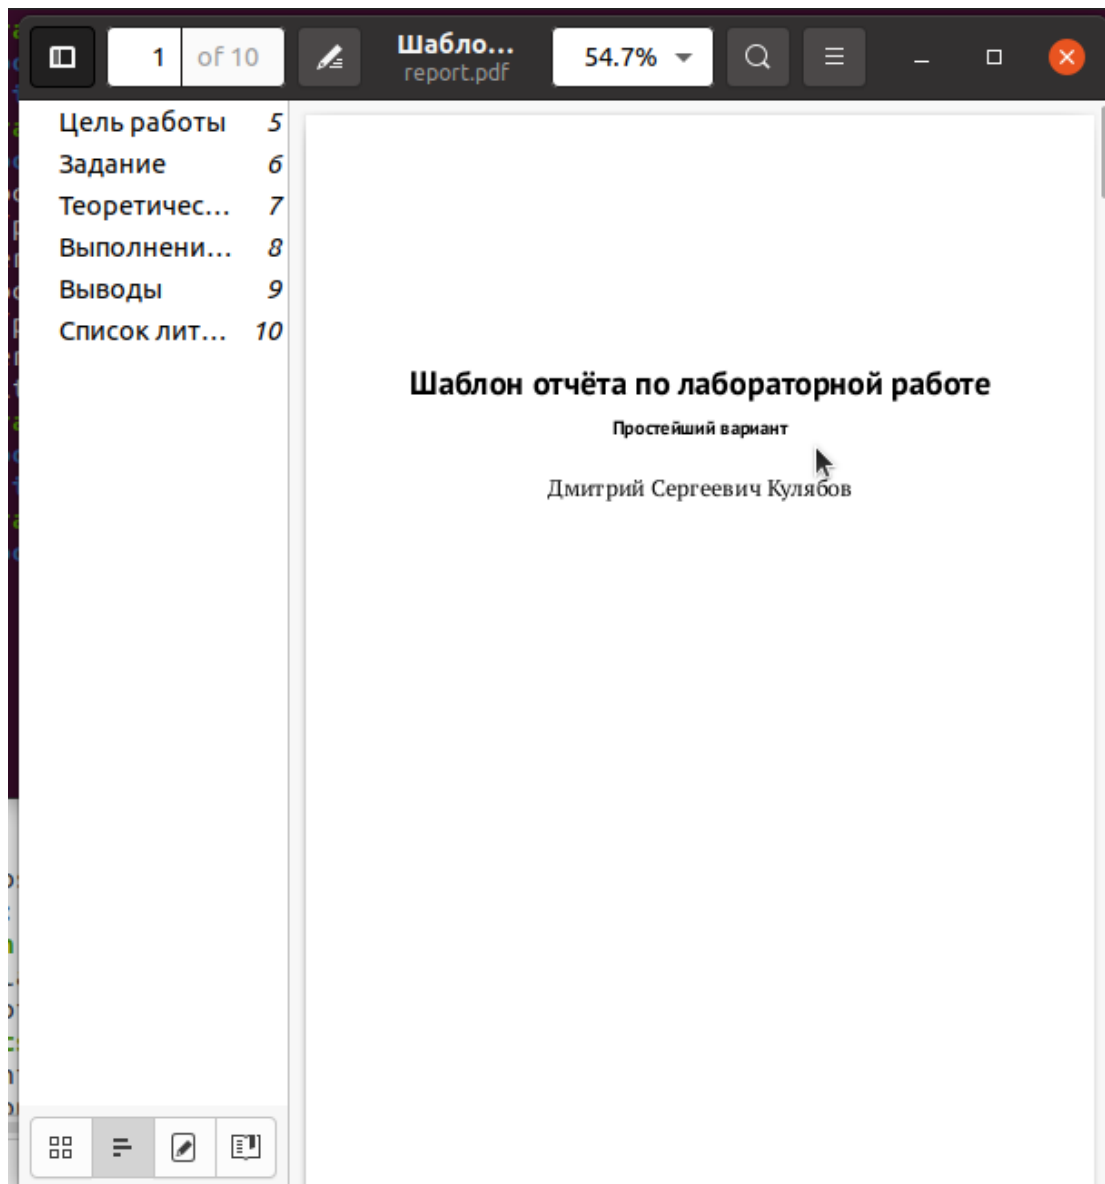 1 of 10
Шабло...
report.pdf
54.7%
Цель работы 5
Задание 6
Теоретичес... 7
Выполнени... 8
Выводы 9
Список лит... 10
Шаблон отчёта по лабораторной работе
Простейший вариант
Дмитрий Сергеевич Кулябов